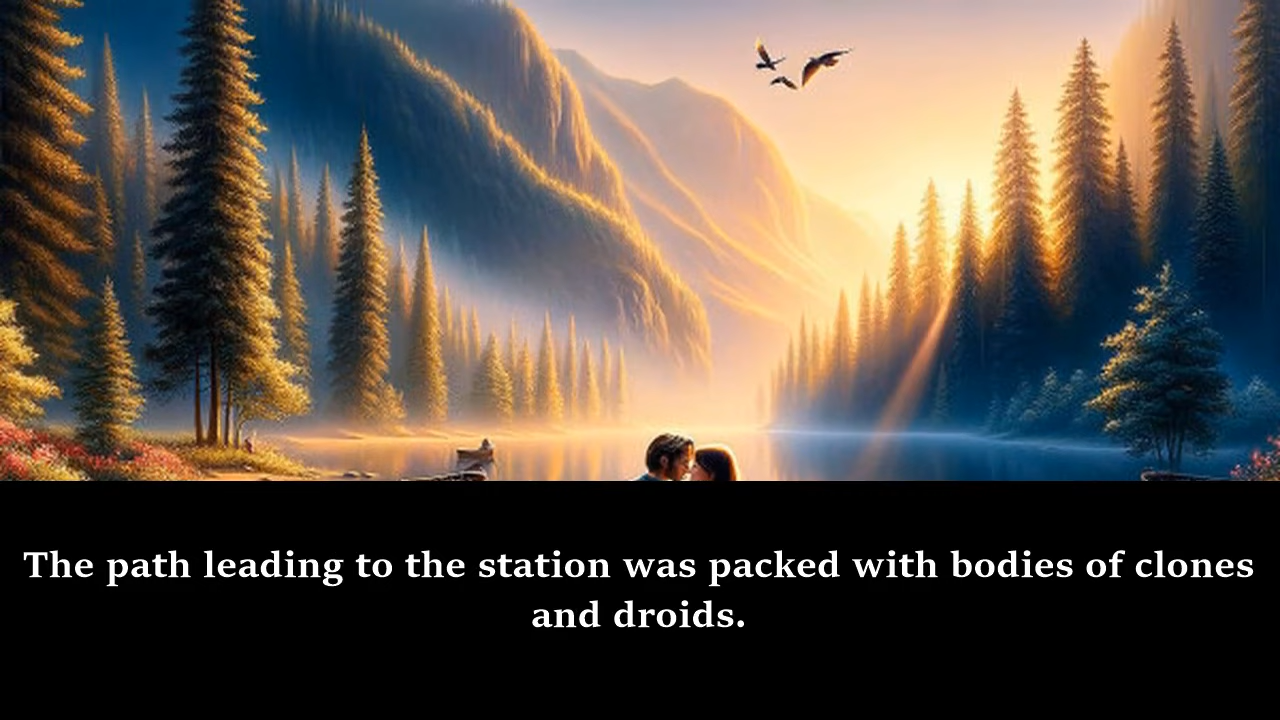 The path leading to the station was packed with bodies of clones
and droids.